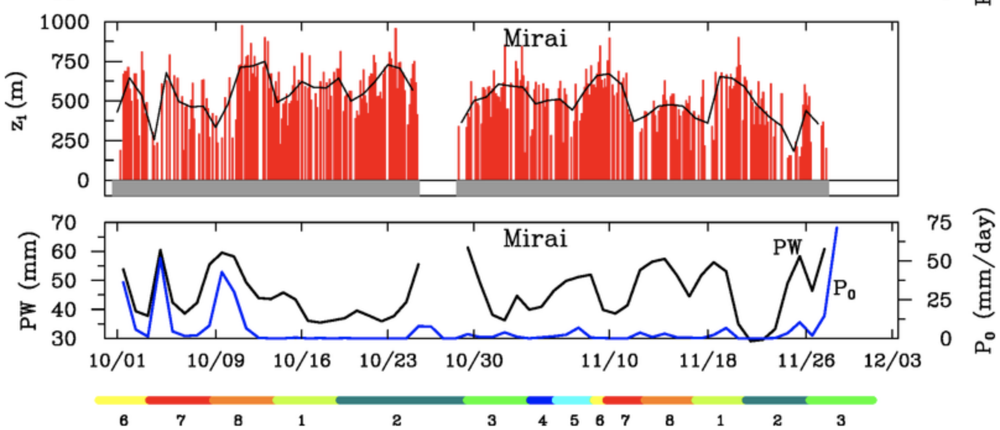 1000
750
500
250
0
z_i (m)
Mirai
70
60
50
40
30
PW (mm)
Mirai
PW
P₀
75
50
25
0
P₀ (mm/day)
10/01 10/09 10/16 10/23 10/30 11/10 11/18 11/26 12/03
6 7 8 1 2 3 4 5 6 7 8 1 2 3